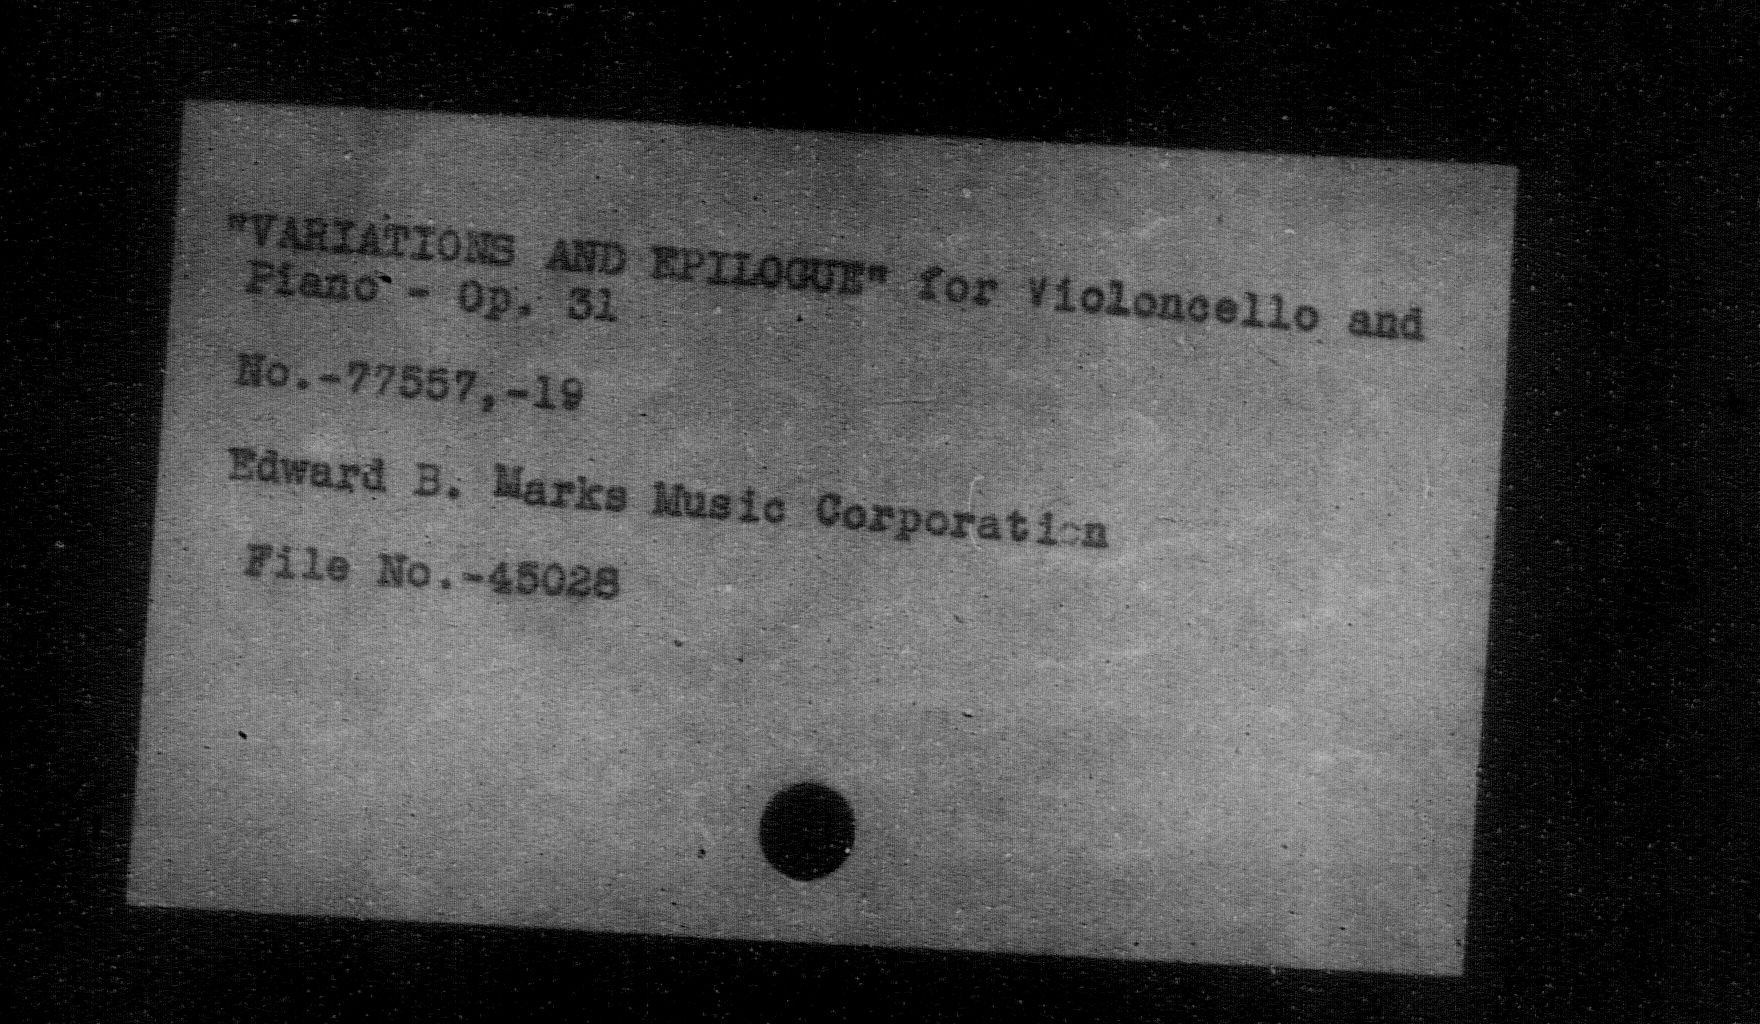 "VARIATIONS AND EPILOGUE" for Violoncello and
Piano - Op. 31
No.-77557,-19
Edward B. Marks Music Corporation
File No.-45028